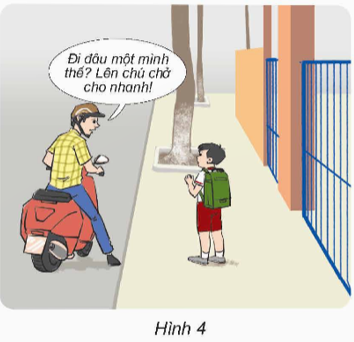 Đi đâu một mình
thế? Lên chú chở
cho nhanh!
Hình 4